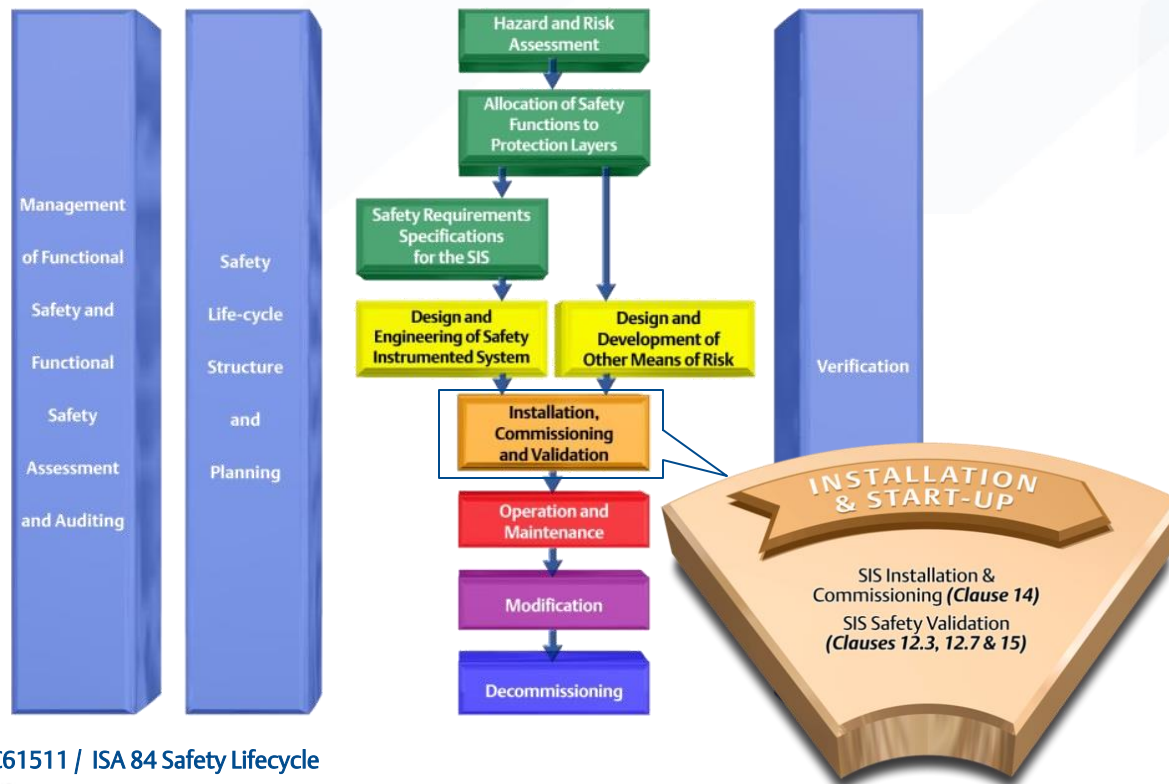 Management
of Functional
Safety and
Functional
Safety
Assessment
and Auditing
Safety
Life-cycle
Structure
and
Planning
Hazard and Risk
Assessment
Allocation of Safety
Functions to
Protection Layers
Safety Requirements
Specifications
for the SIS
Design and
Engineering of Safety
Instrumented System
Design and
Development of
Other Means of Risk
Installation,
Commissioning
and Validation
Operation and
Maintenance
Modification
Decommissioning
Verification
INSTALLATION
& START-UP
SIS Installation &
Commissioning (Clause 14)
SIS Safety Validation
(Clauses 12.3, 12.7 & 15)
C61511 / ISA 84 Safety Lifecycle